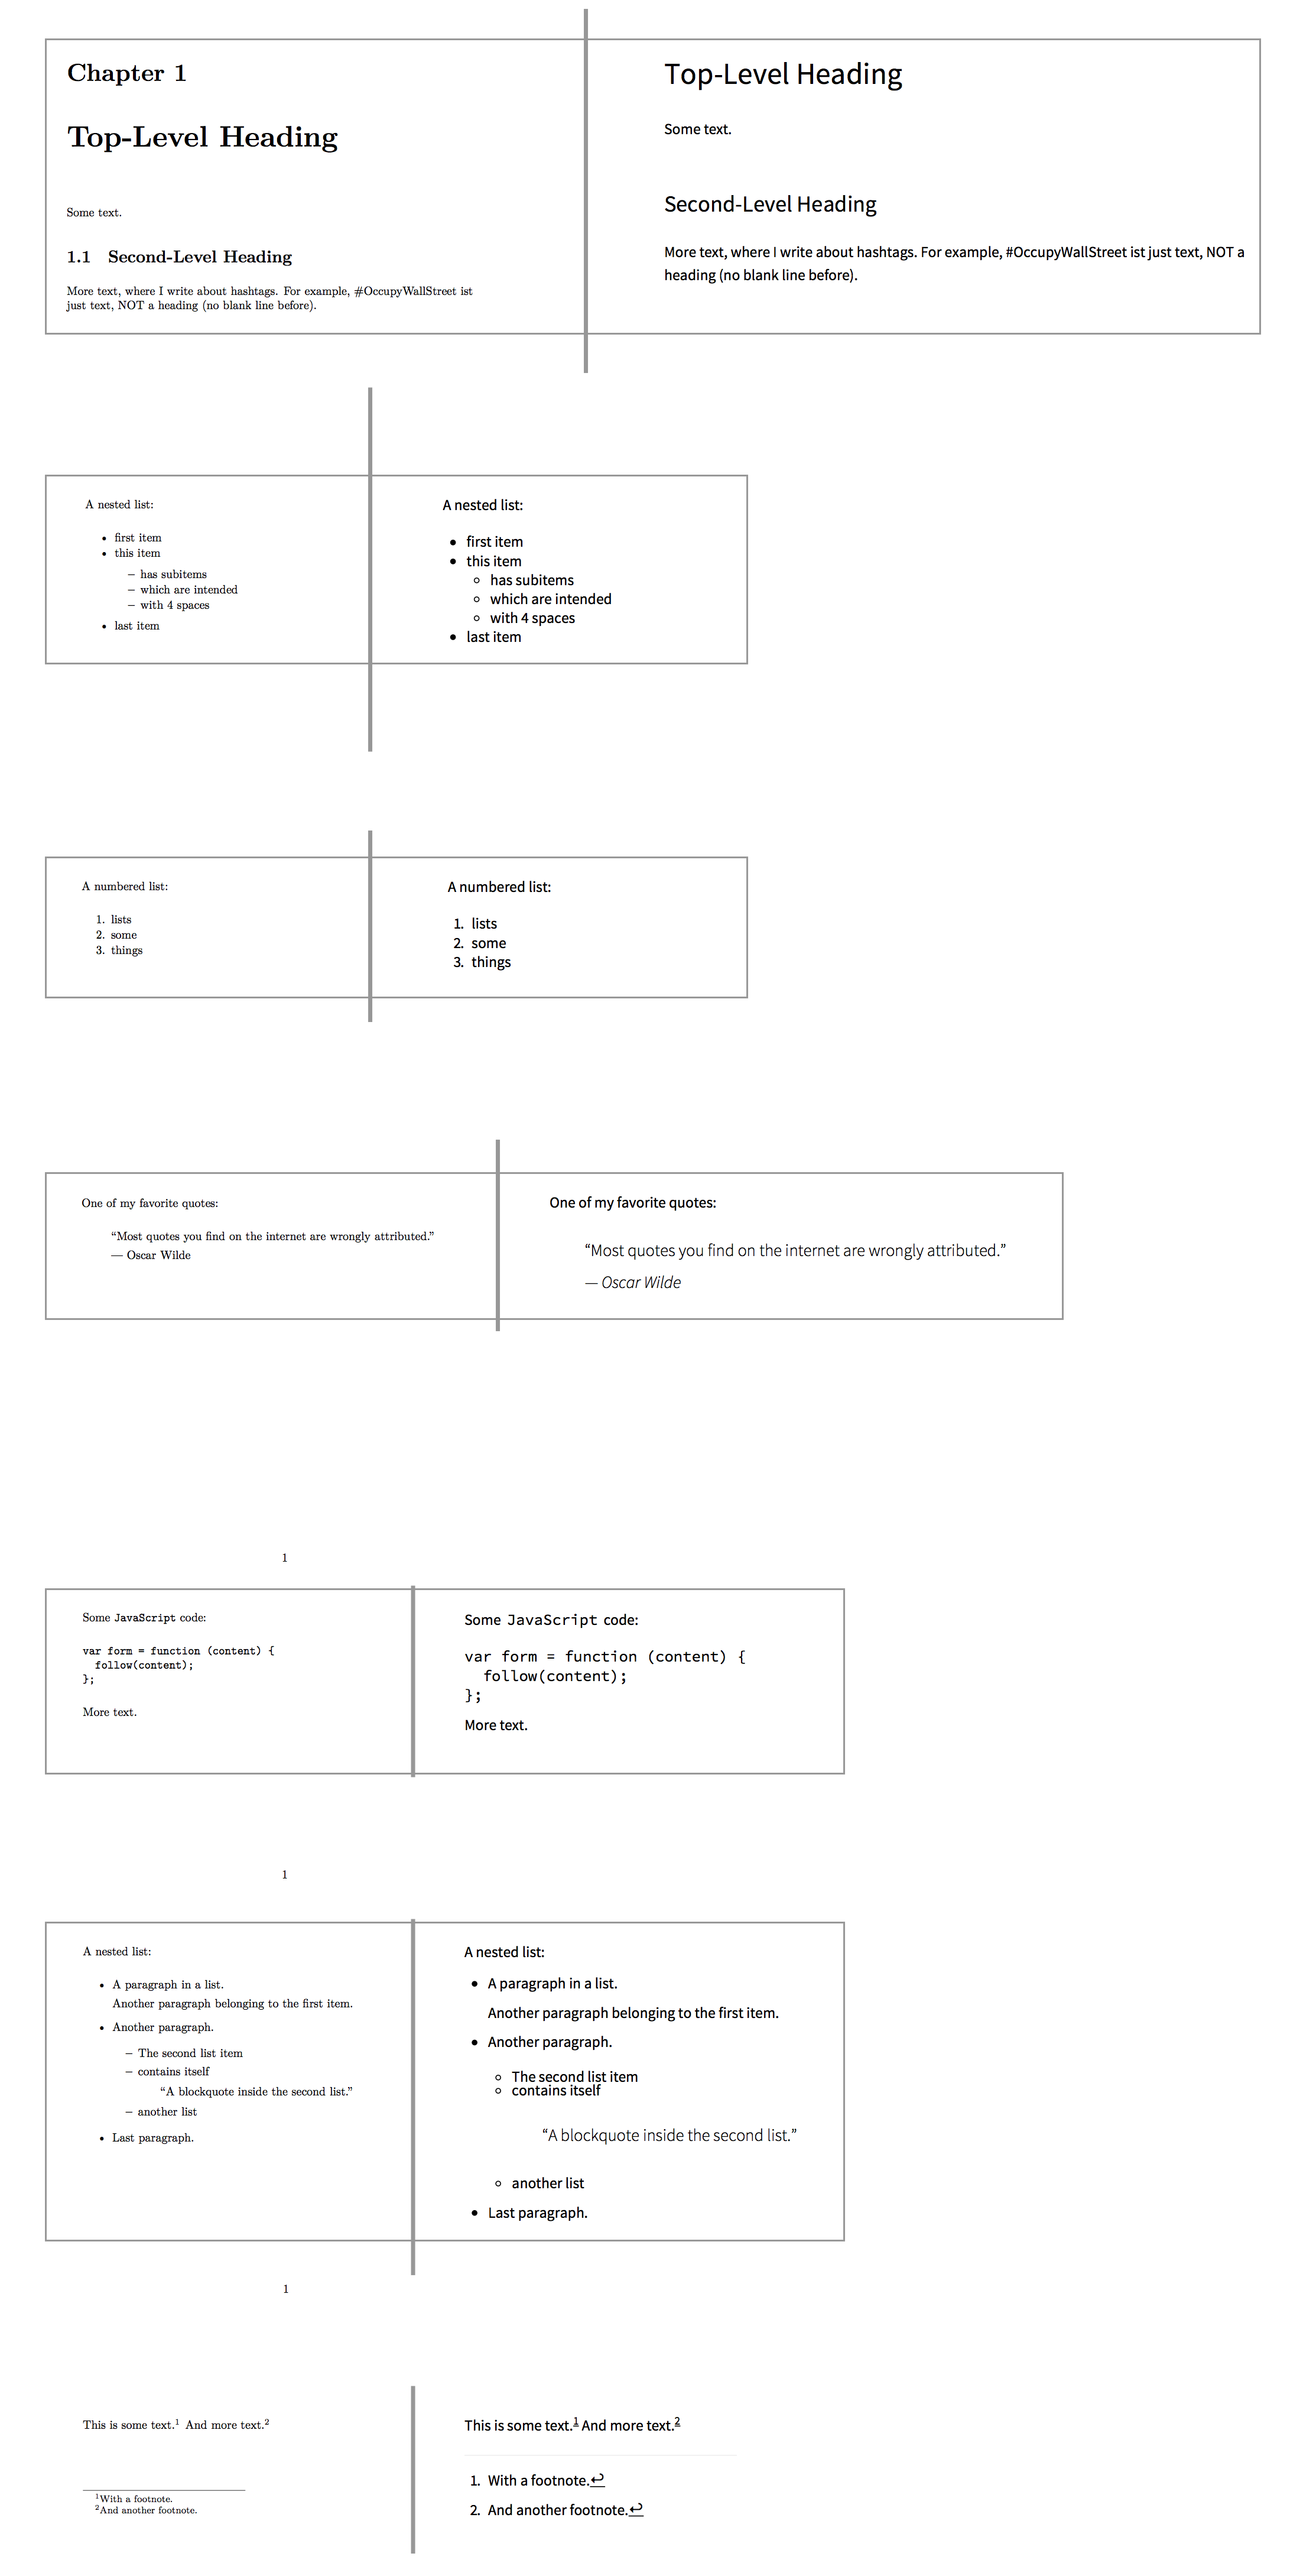 Chapter 1
Top-Level Heading
Some text.
1.1 Second-Level Heading
More text, where I write about hashtags. For example, #OccupyWallStreet ist
just text, NOT a heading (no blank line before).
Top-Level Heading
Some text.
Second-Level Heading
More text, where I write about hashtags. For example, #OccupyWallStreet ist just text, NOT a
heading (no blank line before).
A nested list:
• first item
• this item
– has subitems
– which are intended
– with 4 spaces
• last item
A nested list:
• first item
• this item
◦ has subitems
◦ which are intended
◦ with 4 spaces
• last item
A numbered list:
1. lists
2. some
3. things
A numbered list:
1. lists
2. some
3. things
One of my favorite quotes:
“Most quotes you find on the internet are wrongly attributed.”
— Oscar Wilde
One of my favorite quotes:
“Most quotes you find on the internet are wrongly attributed.”
— Oscar Wilde
1
Some JavaScript code:
var form = function (content) {
  follow(content);
};
More text.
Some JavaScript code:
var form = function (content) {
  follow(content);
};
More text.
1
A nested list:
• A paragraph in a list.
Another paragraph belonging to the first item.
• Another paragraph.
– The second list item
– contains itself
“A blockquote inside the second list.”
– another list
• Last paragraph.
A nested list:
• A paragraph in a list.
Another paragraph belonging to the first item.
• Another paragraph.
◦ The second list item
◦ contains itself
“A blockquote inside the second list.”
◦ another list
• Last paragraph.
1
This is some text.¹ And more text.²
¹With a footnote.
²And another footnote.
This is some text.¹ And more text.²
1. With a footnote.↩
2. And another footnote.↩